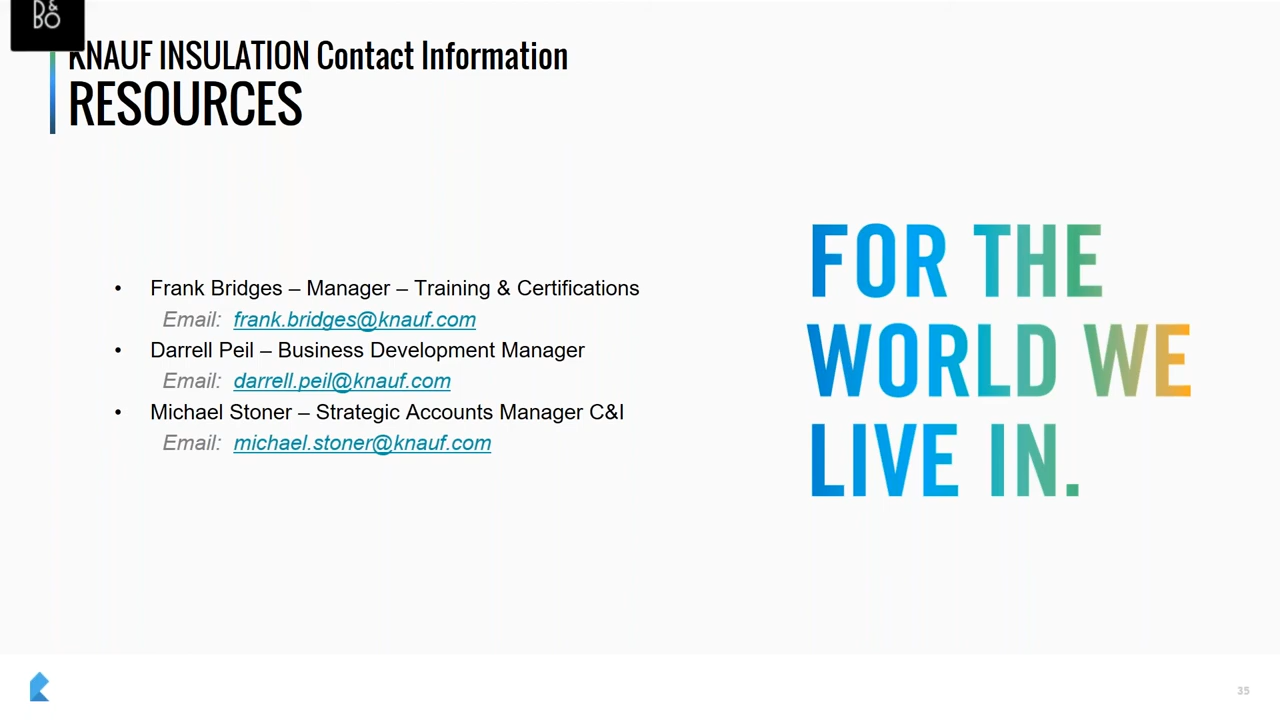 D&
BO
KNAUF INSULATION Contact Information
RESOURCES
• Frank Bridges – Manager – Training & Certifications
Email: frank.bridges@knauf.com
• Darrell Peil – Business Development Manager
Email: darrell.peil@knauf.com
• Michael Stoner – Strategic Accounts Manager C&I
Email: michael.stoner@knauf.com
FOR THE
WORLD WE
LIVE IN.
35